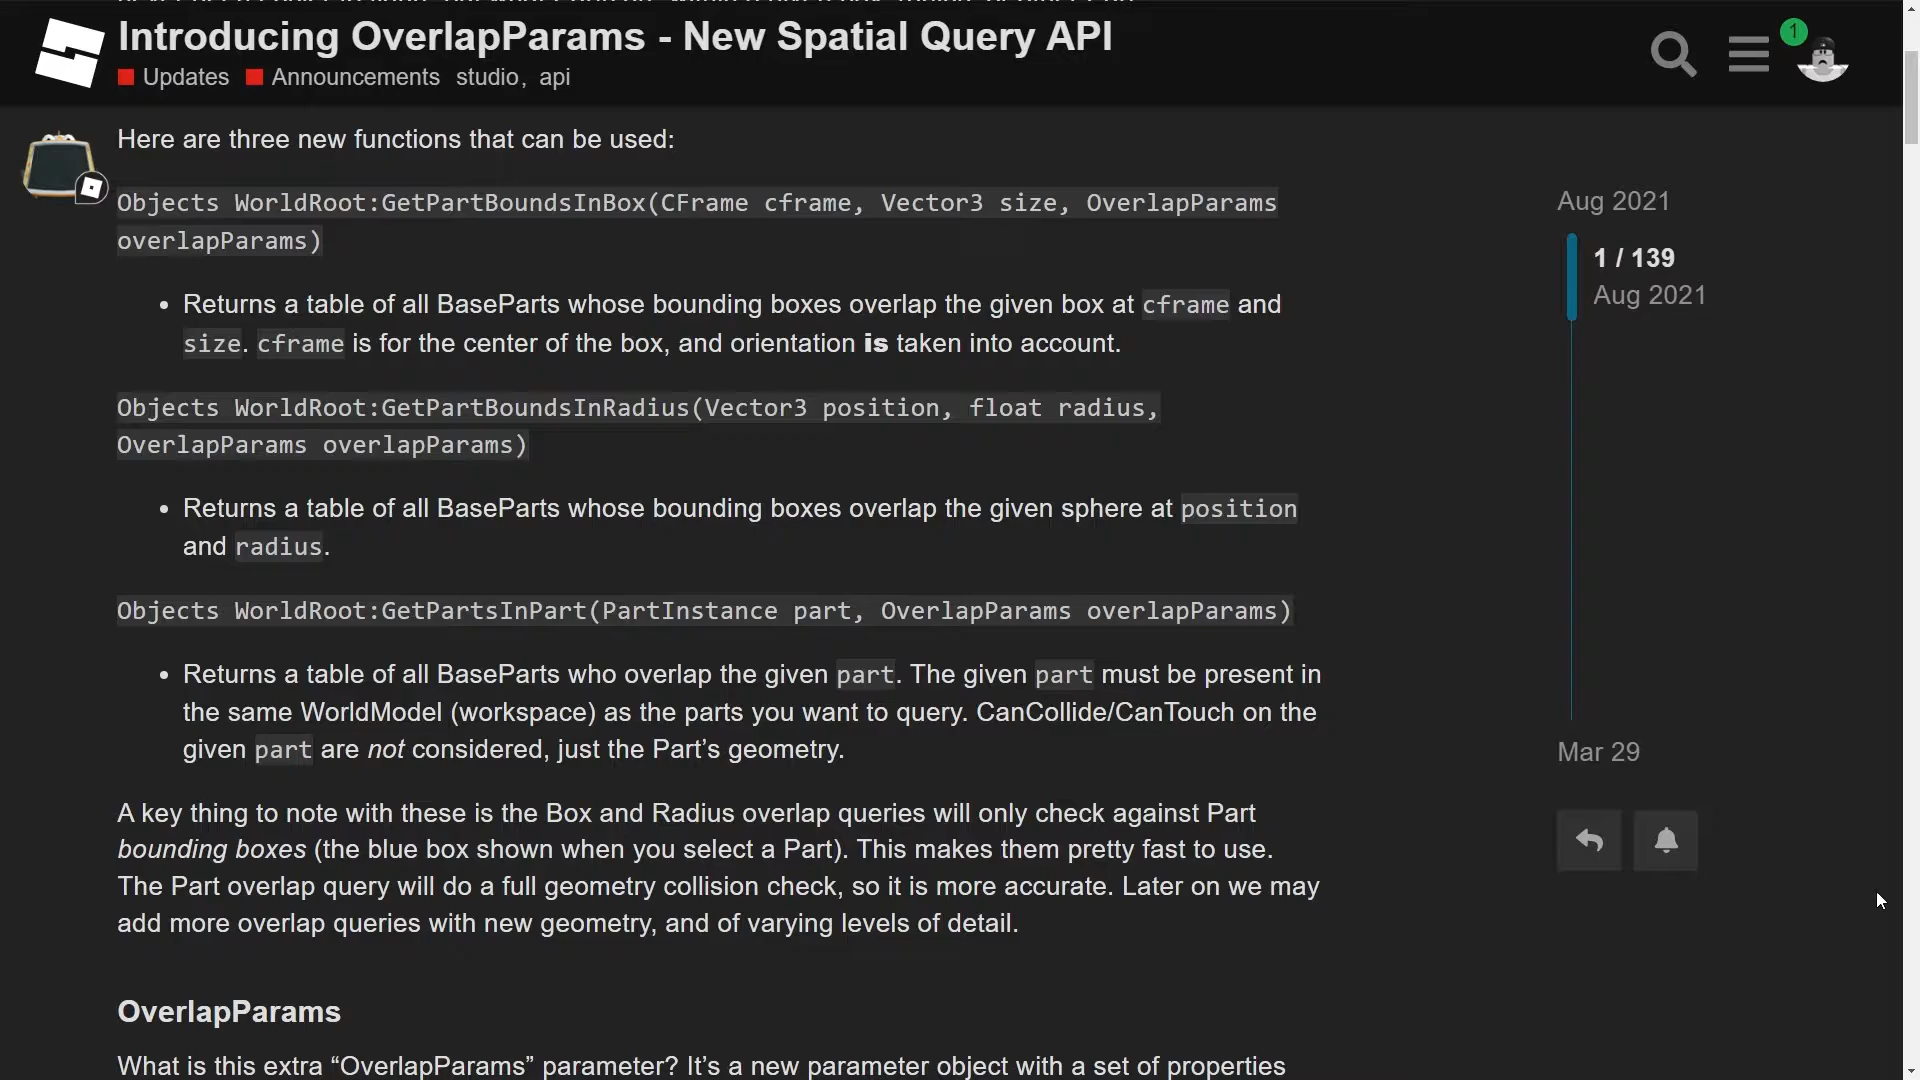 Introducing OverlapParams - New Spatial Query API
Updates Announcements studio, api
1
Here are three new functions that can be used:
Objects WorldRoot:GetPartBoundsInBox(CFrame cframe, Vector3 size, OverlapParams
overlapParams)
Returns a table of all BaseParts whose bounding boxes overlap the given box at cframe and
size. cframe is for the center of the box, and orientation is taken into account.
Objects WorldRoot:GetPartBoundsInRadius(Vector3 position, float radius,
OverlapParams overlapParams)
Returns a table of all BaseParts whose bounding boxes overlap the given sphere at position
and radius.
Objects WorldRoot:GetPartsInPart(PartInstance part, OverlapParams overlapParams)
Returns a table of all BaseParts who overlap the given part. The given part must be present in
the same WorldModel (workspace) as the parts you want to query. CanCollide/CanTouch on the
given part are not considered, just the Part’s geometry.
A key thing to note with these is the Box and Radius overlap queries will only check against Part
bounding boxes (the blue box shown when you select a Part). This makes them pretty fast to use.
The Part overlap query will do a full geometry collision check, so it is more accurate. Later on we may
add more overlap queries with new geometry, and of varying levels of detail.
OverlapParams
What is this extra “OverlapParams” parameter? It’s a new parameter object with a set of properties
Aug 2021
1 / 139
Aug 2021
Mar 29